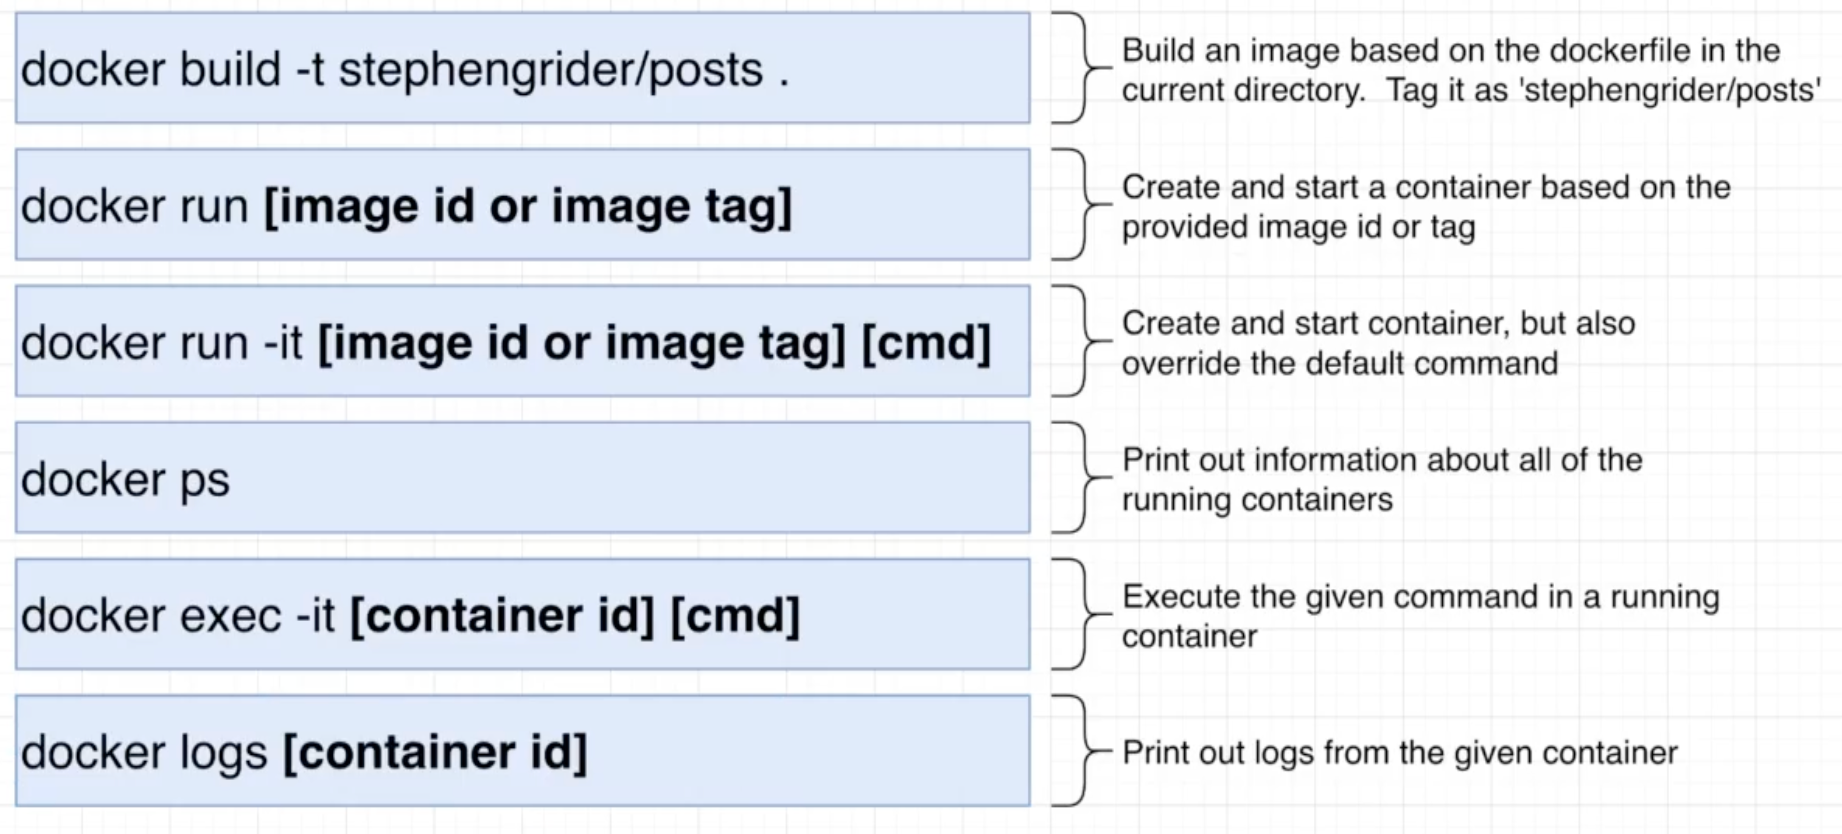 docker build -t stephengrider/posts .
Build an image based on the dockerfile in the
current directory.  Tag it as 'stephengrider/posts'
docker run [image id or image tag]
Create and start a container based on the
provided image id or tag
docker run -it [image id or image tag] [cmd]
Create and start container, but also
override the default command
docker ps
Print out information about all of the
running containers
docker exec -it [container id] [cmd]
Execute the given command in a running
container
docker logs [container id]
Print out logs from the given container